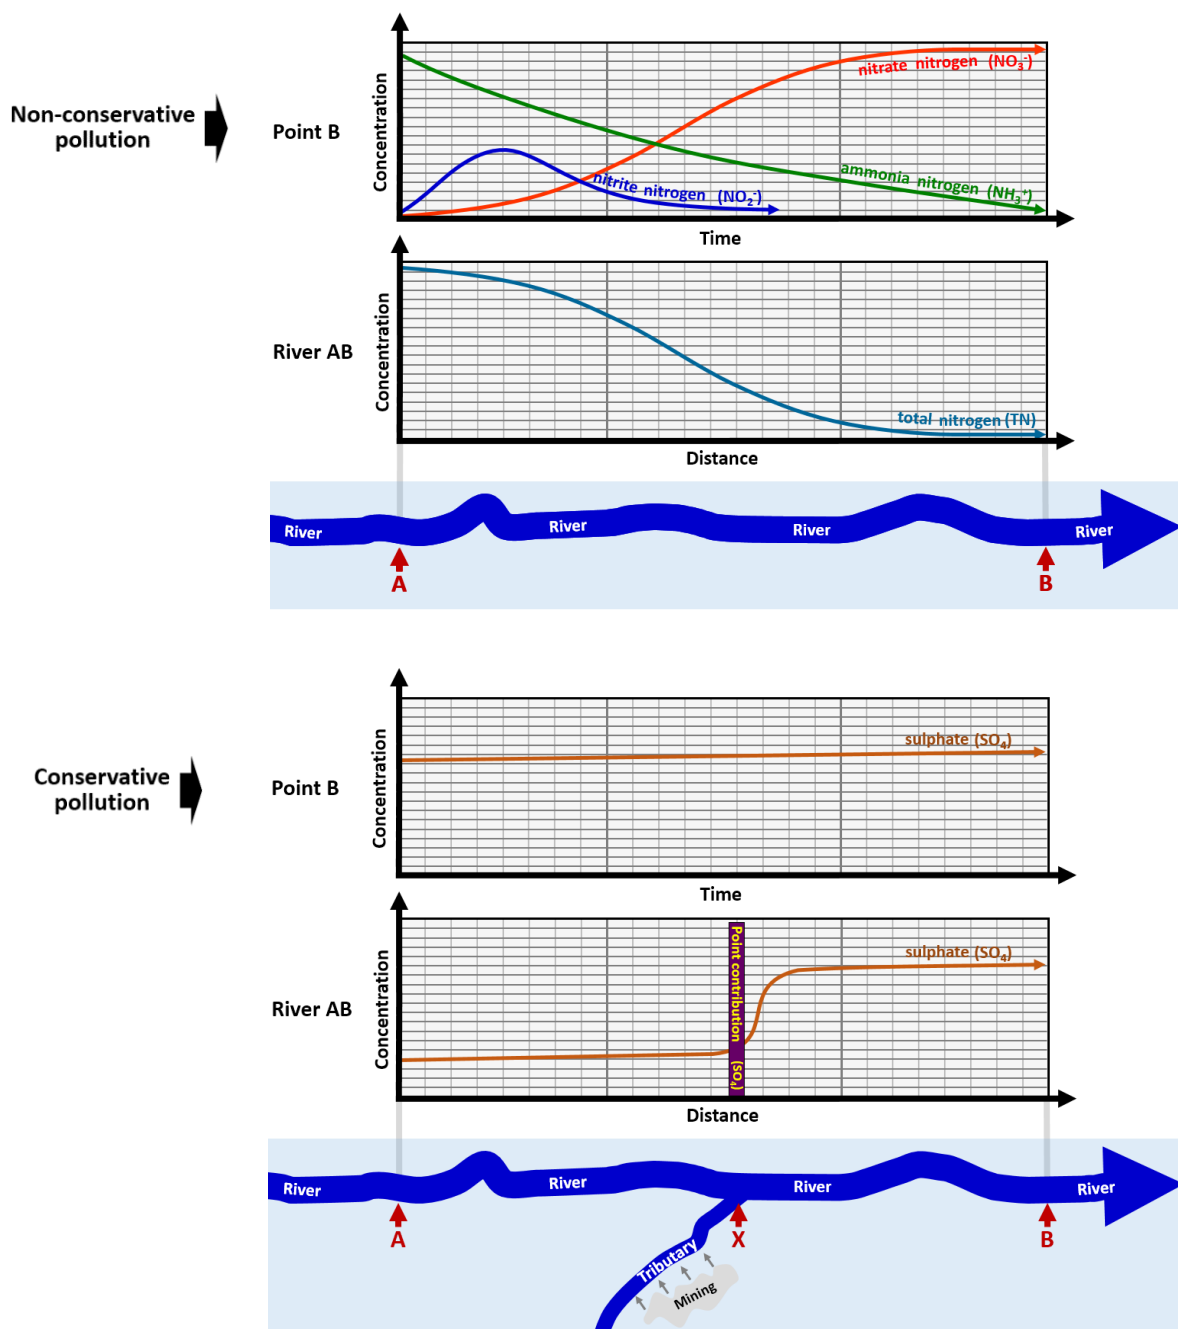 Non-conservative
pollution
Point B
Concentration
nitrate nitrogen (NO₃⁻)
ammonia nitrogen (NH₃⁺)
nitrite nitrogen (NO₂⁻)
Time
River AB
Concentration
total nitrogen (TN)
Distance
River
River
River
River
A
B
Conservative
pollution
Point B
Concentration
sulphate (SO₄)
Time
River AB
Concentration
Point contribution (SO₄)
sulphate (SO₄)
Distance
River
River
River
River
A
X
B
Tributary
Mining